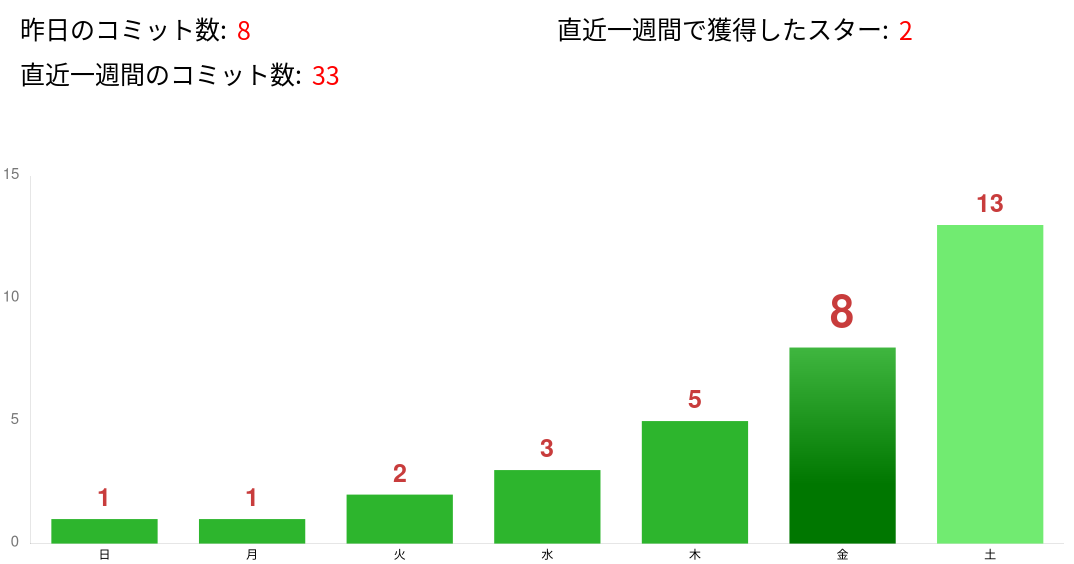 昨日のコミット数: 8
直近一週間で獲得したスター: 2
直近一週間のコミット数: 33
15
10
5
0
1
1
2
3
5
8
13
日
月
火
水
木
金
土